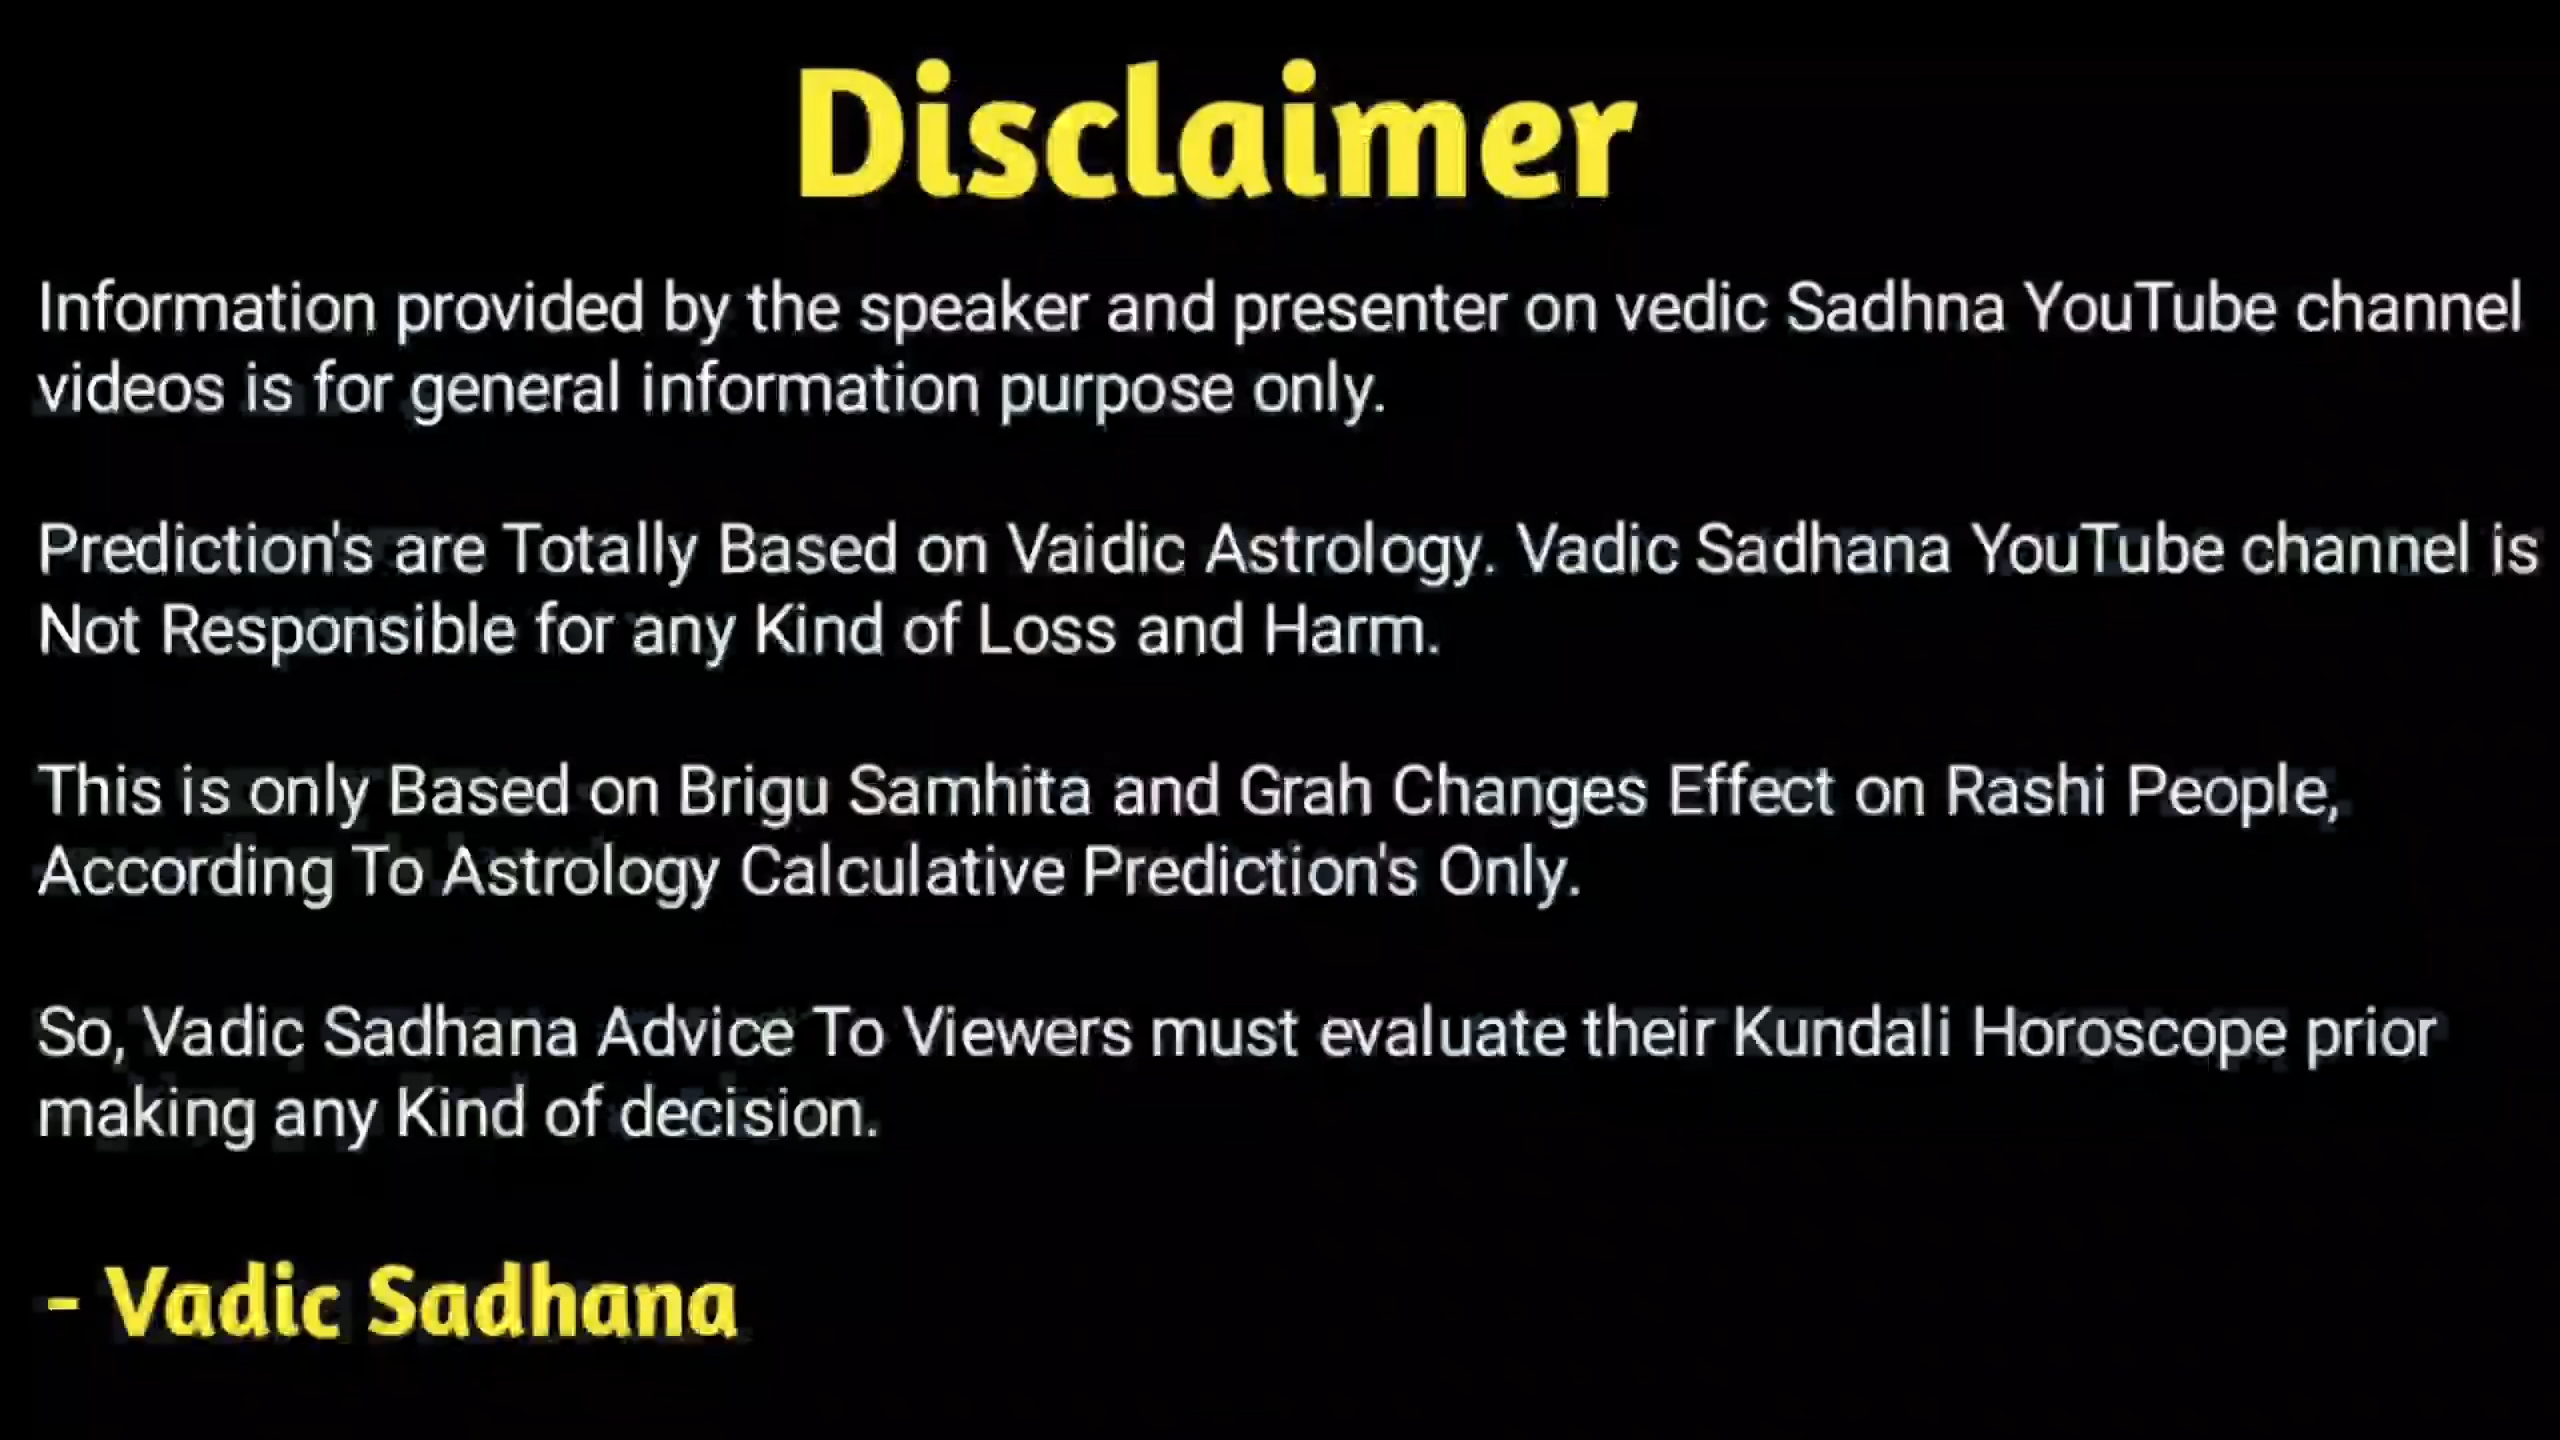 Disclaimer
Information provided by the speaker and presenter on vedic Sadhna YouTube channel
videos is for general information purpose only.
Prediction's are Totally Based on Vaidic Astrology. Vadic Sadhana YouTube channel is
Not Responsible for any Kind of Loss and Harm.
This is only Based on Brigu Samhita and Grah Changes Effect on Rashi People,
According To Astrology Calculative Prediction's Only.
So, Vadic Sadhana Advice To Viewers must evaluate their Kundali Horoscope prior
making any Kind of decision.
- Vadic Sadhana